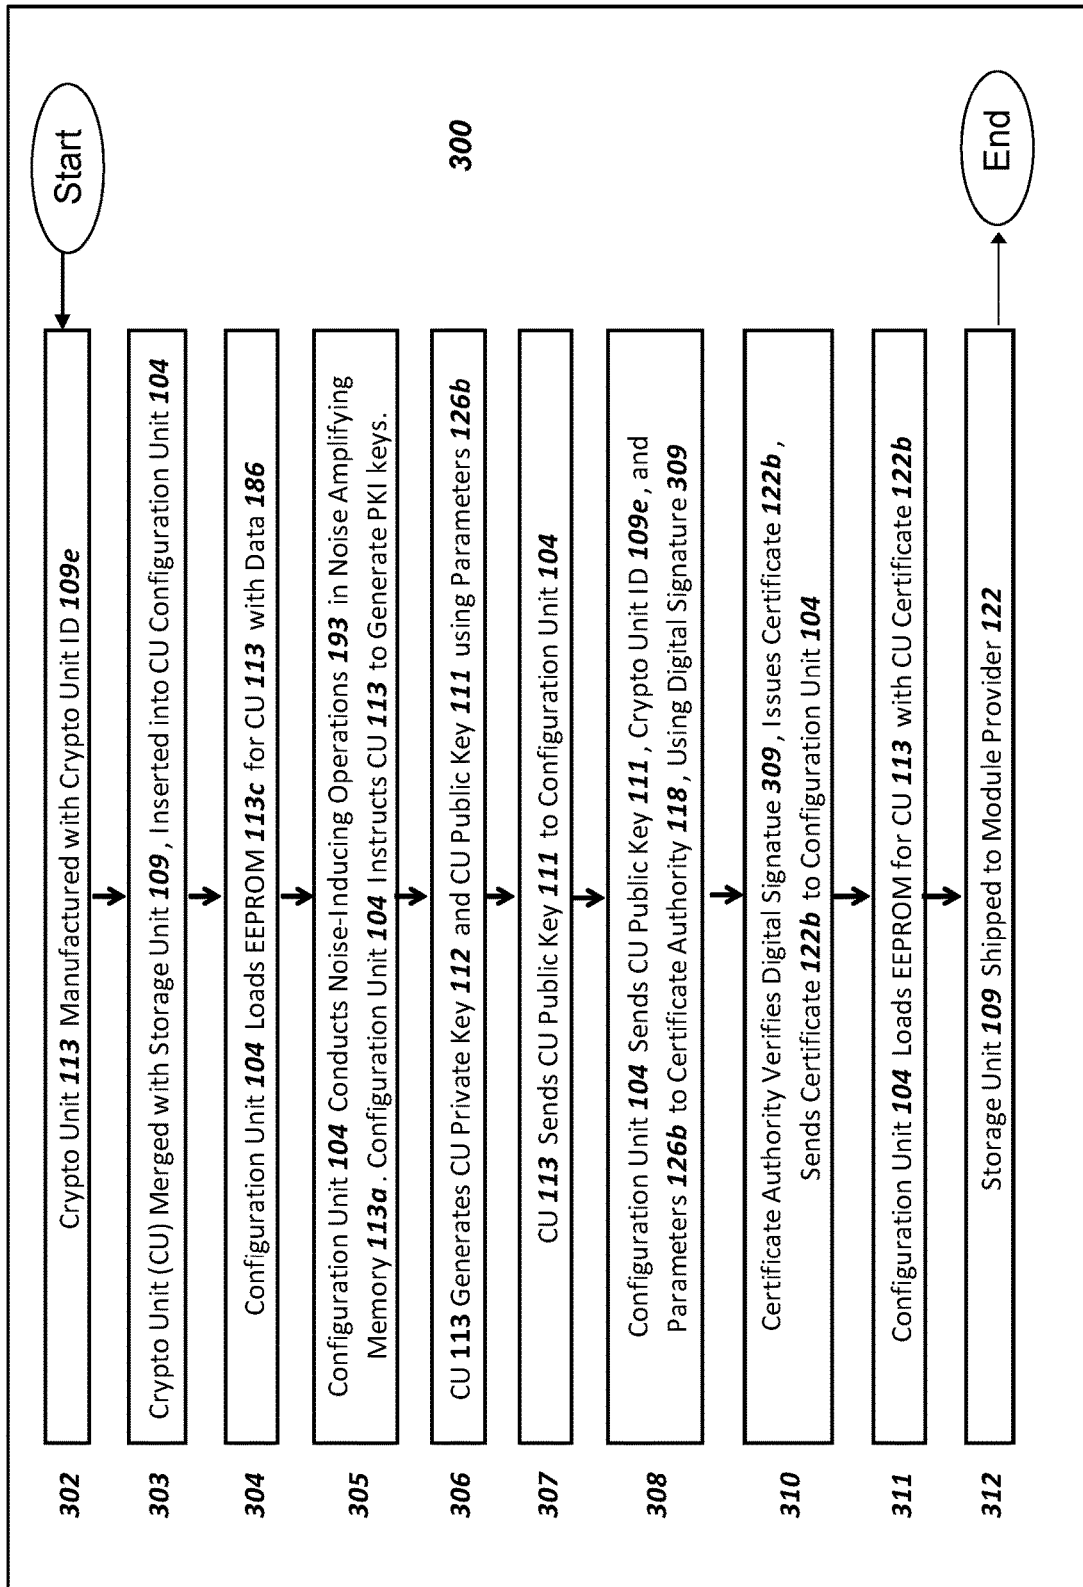 Start
302 Crypto Unit 113 Manufactured with Crypto Unit ID 109e
303 Crypto Unit (CU) Merged with Storage Unit 109 , Inserted into CU Configuration Unit 104
304 Configuration Unit 104 Loads EEPROM 113c for CU 113 with Data 186
305 Configuration Unit 104 Conducts Noise-Inducing Operations 193 in Noise Amplifying
Memory 113a . Configuration Unit 104 Instructs CU 113 to Generate PKI keys.
306 CU 113 Generates CU Private Key 112 and CU Public Key 111 using Parameters 126b
300
307 CU 113 Sends CU Public Key 111 to Configuration Unit 104
308 Configuration Unit 104 Sends CU Public Key 111 , Crypto Unit ID 109e , and
Parameters 126b to Certificate Authority 118 , Using Digital Signature 309
310 Certificate Authority Verifies Digital Signatue 309 , Issues Certificate 122b ,
Sends Certificate 122b to Configuration Unit 104
311 Configuration Unit 104 Loads EEPROM for CU 113 with CU Certificate 122b
312 Storage Unit 109 Shipped to Module Provider 122
End